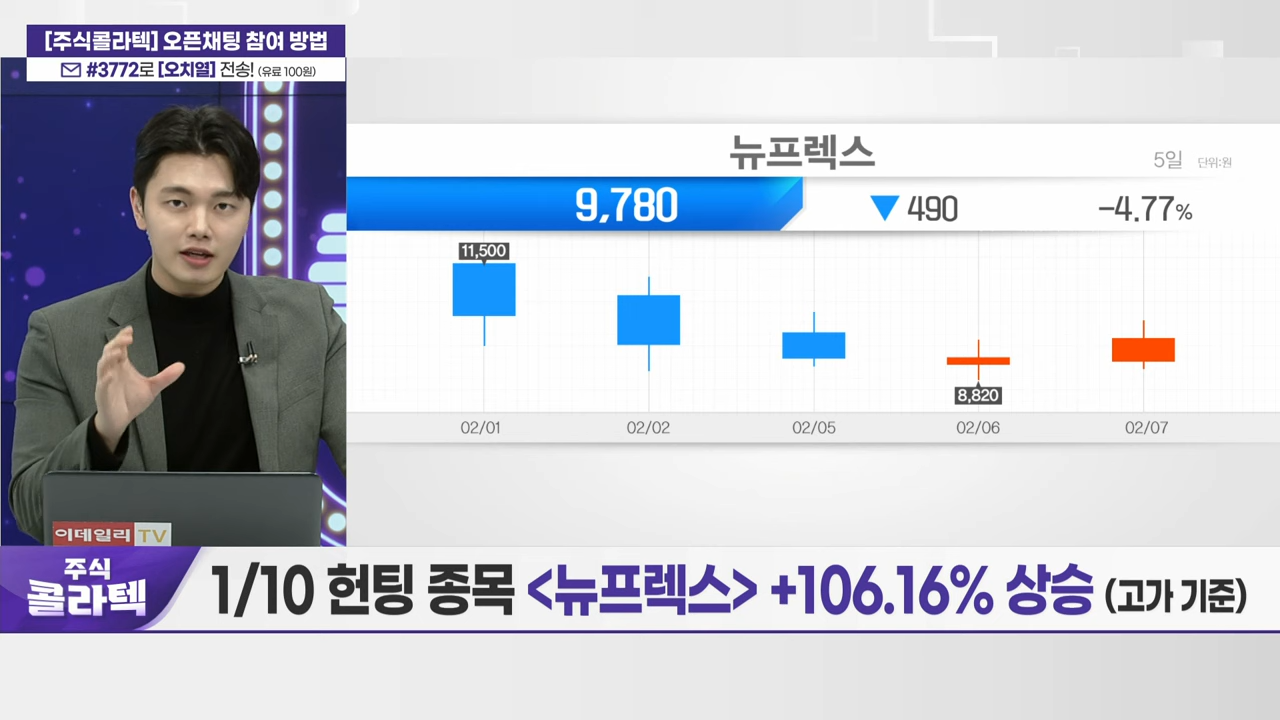 [주식콜라텍] 오픈채팅 참여 방법
#3772로 [오치열] 전송! (유료 100원)
뉴프렉스
5일 단위:원
9,780 ▼490 -4.77%
11,500
8,820
02/01 02/02 02/05 02/06 02/07
이데일리 TV
주식
콜라텍
1/10 헌팅 종목 <뉴프렉스> +106.16% 상승 (고가 기준)